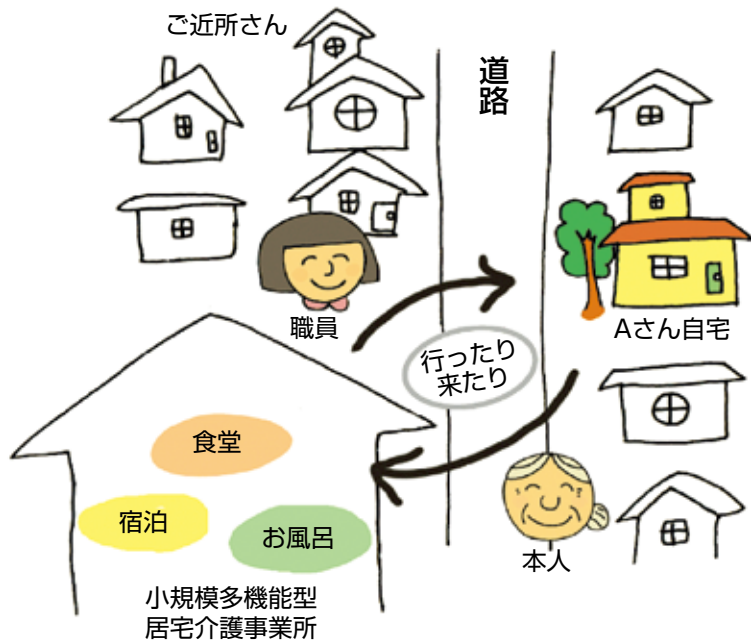 ご近所さん
道路
職員
Aさん自宅
行ったり
来たり
食堂
宿泊
お風呂
本人
小規模多機能型
居宅介護事業所